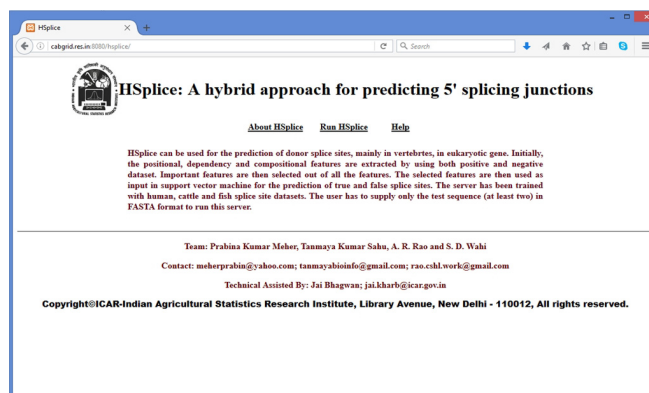 HSplice
cabgrid.res.in:8080/hsplice/
Search
HSplice: A hybrid approach for predicting 5' splicing junctions
About HSplice Run HSplice Help
HSplice can be used for the prediction of donor splice sites, mainly in vertebrtes, in eukaryotic gene. Initially,
the positional, dependency and compositional features are extracted by using both positive and negative
dataset. Important features are then selected out of all the features. The selected features are then used as
input in support vector machine for the prediction of true and false splice sites. The server has been trained
with human, cattle and fish splice site datasets. The user has to supply only the test sequence (at least two) in
FASTA format to run this server.
Team: Prabina Kumar Meher, Tanmaya Kumar Sahu, A. R. Rao and S. D. Wahi
Contact: meherprabin@yahoo.com; tanmayabioinfo@gmail.com; rao.cshl.work@gmail.com
Technical Assisted By: Jai Bhagwan; jai.kharb@icar.gov.in
Copyright©ICAR-Indian Agricultural Statistics Research Institute, Library Avenue, New Delhi - 110012, All rights reserved.